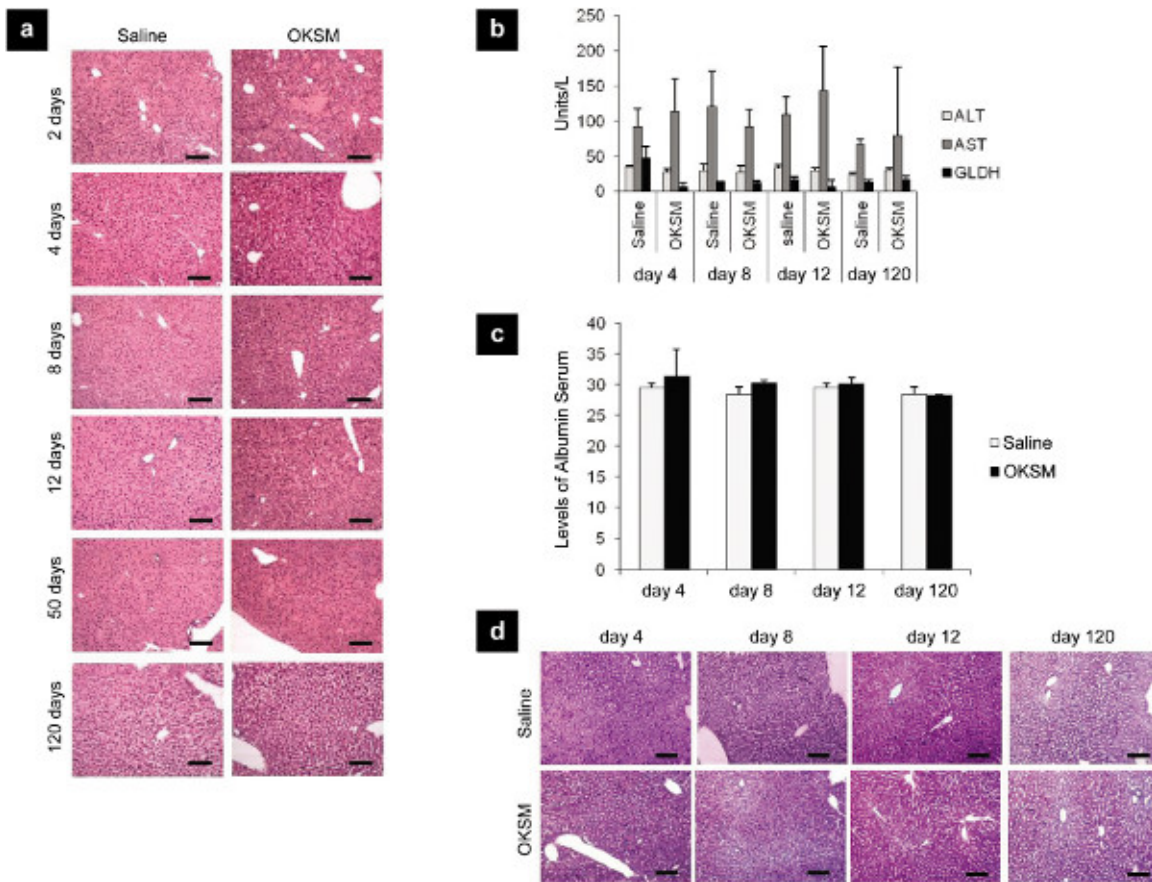 a
Saline OKSM
2 days
4 days
8 days
12 days
50 days
120 days
b
Units/L
250
200
150
100
50
0
ALT
AST
GLDH
Saline OKSM Saline OKSM saline OKSM Saline OKSM
day 4 day 8 day 12 day 120
c
Levels of Albumin Serum
40
35
30
25
20
15
10
5
0
Saline
OKSM
day 4 day 8 day 12 day 120
d
day 4 day 8 day 12 day 120
Saline
OKSM